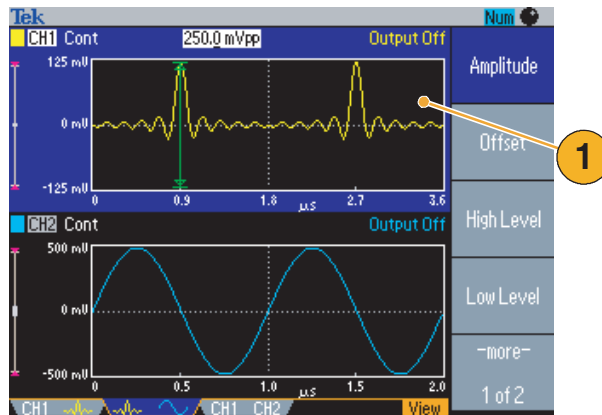 Tek Num
CH1 Cont 250.0 mVpp Output Off
125 mV
0 mV
-125 mV
0 0.9 1.8 µs 2.7 3.6
CH2 Cont Output Off
500 mV
0 mV
-500 mV
0 0.5 1.0 µs 1.5 2.0
CH1 CH1 CH2 View
Amplitude
Offset
High Level
Low Level
-more-
1 of 2
1